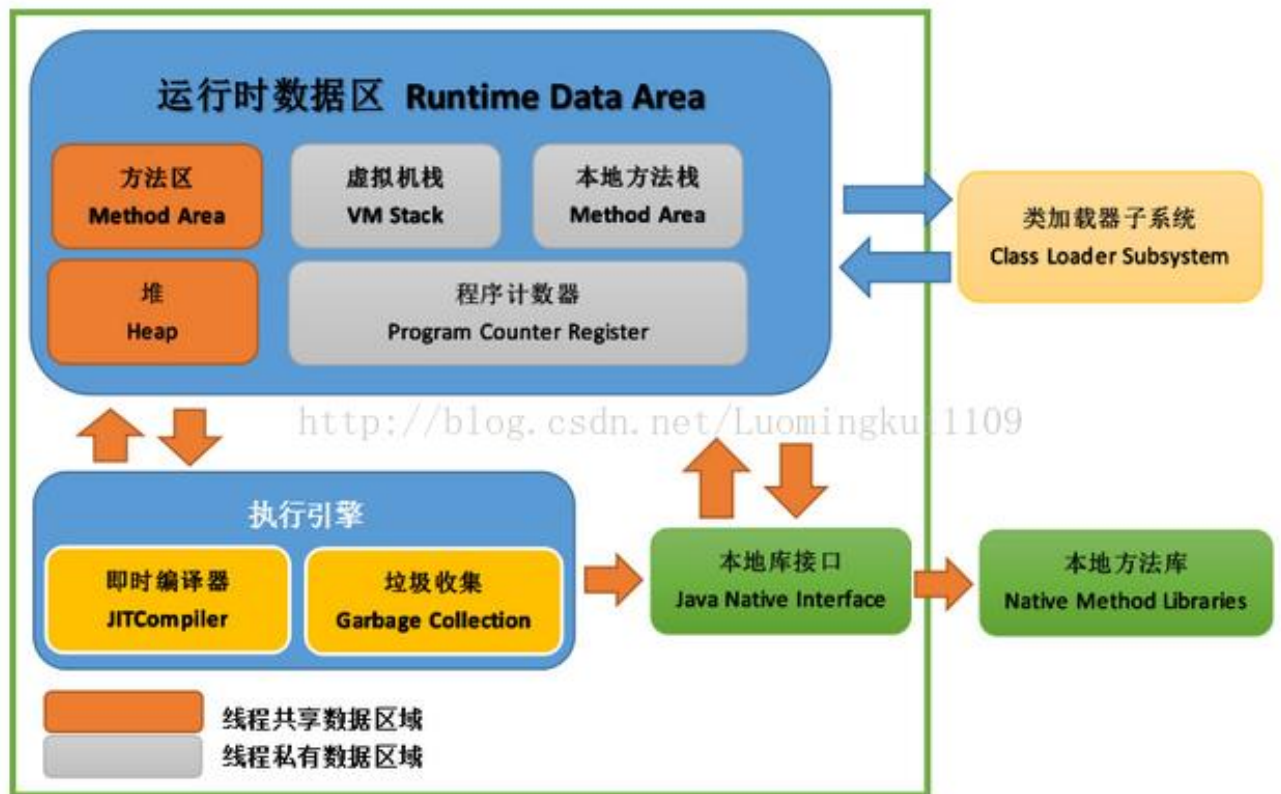 运行时数据区 Runtime Data Area
方法区
Method Area
虚拟机栈
VM Stack
本地方法栈
Method Area
堆
Heap
程序计数器
Program Counter Register
类加载器子系统
Class Loader Subsystem
http://blog.csdn.net/Luomingkui1109
执行引擎
即时编译器
JITCompiler
垃圾收集
Garbage Collection
本地库接口
Java Native Interface
本地方法库
Native Method Libraries
线程共享数据区域
线程私有数据区域